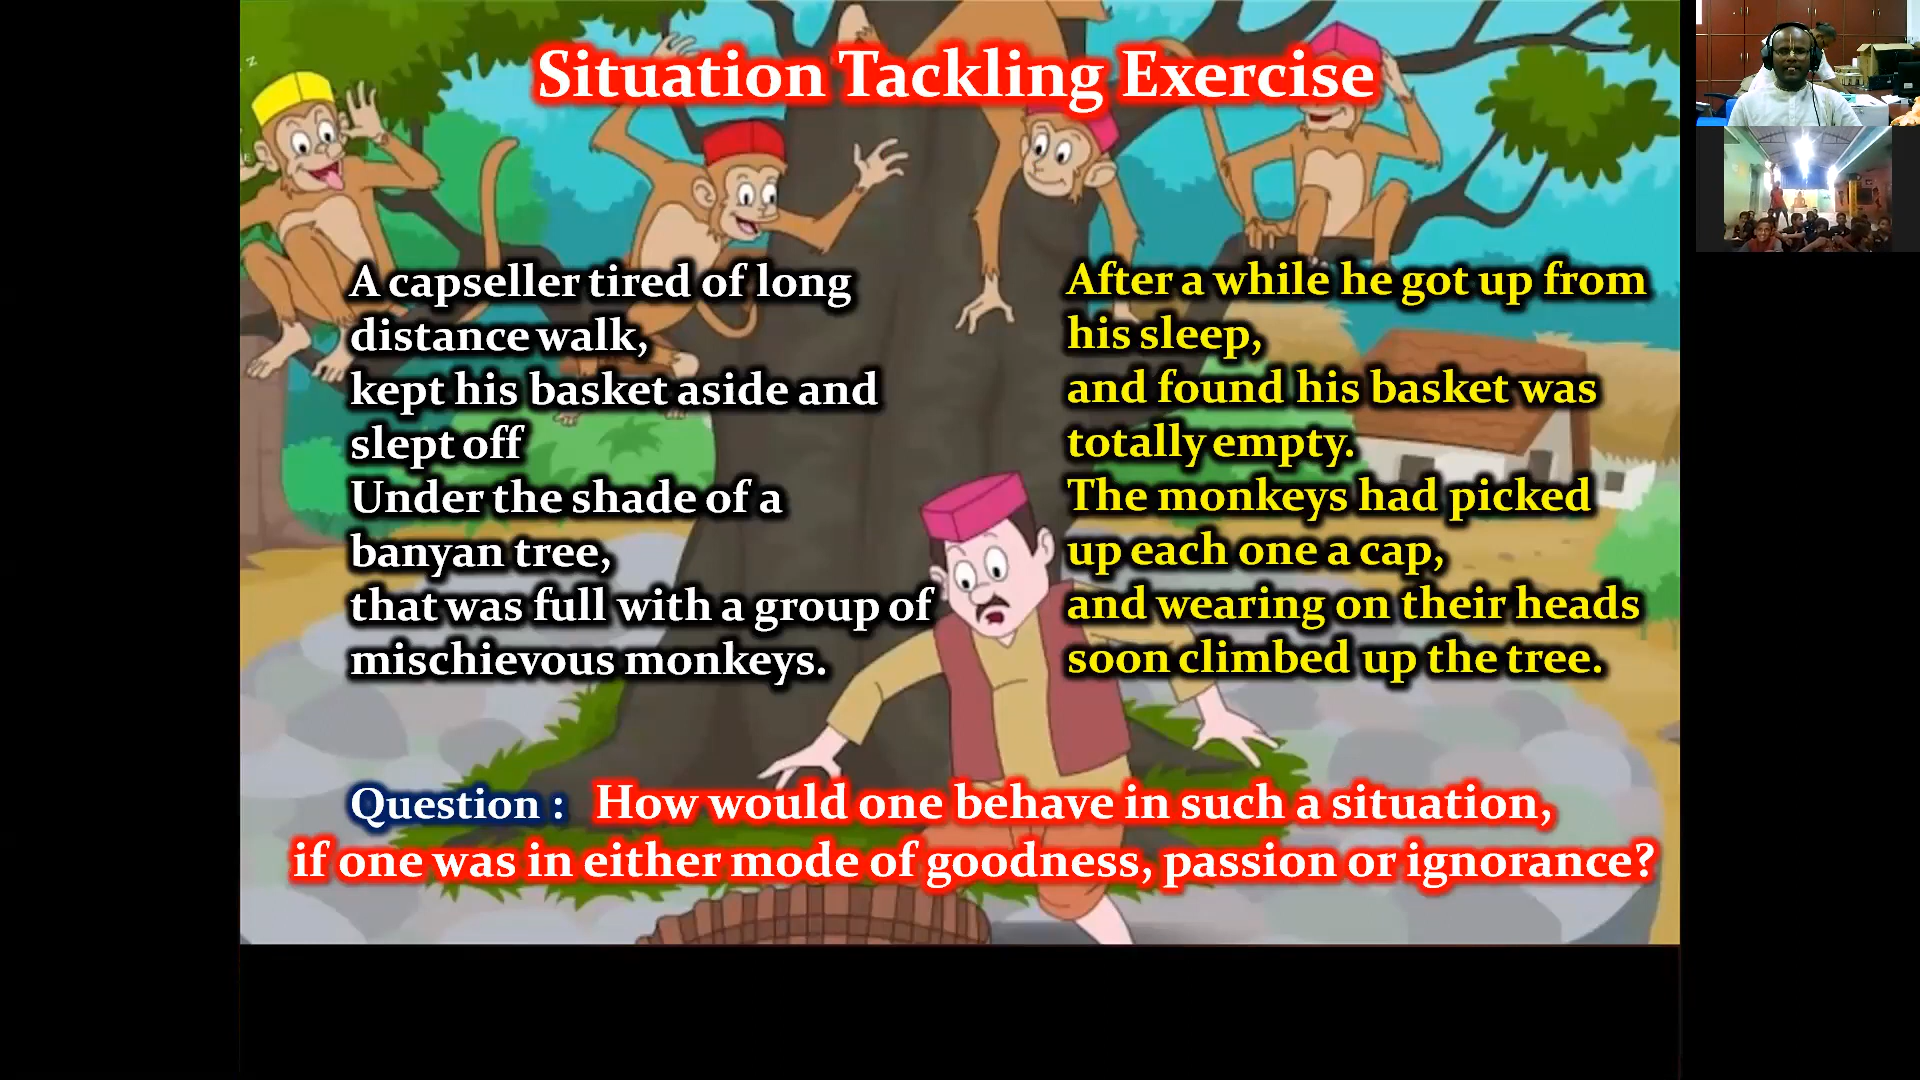 Situation Tackling Exercise
A capseller tired of long
distance walk,
kept his basket aside and
slept off
Under the shade of a
banyan tree,
that was full with a group of
mischievous monkeys.
After a while he got up from
his sleep,
and found his basket was
totally empty.
The monkeys had picked
up each one a cap,
and wearing on their heads
soon climbed up the tree.
Question : How would one behave in such a situation,
if one was in either mode of goodness, passion or ignorance?